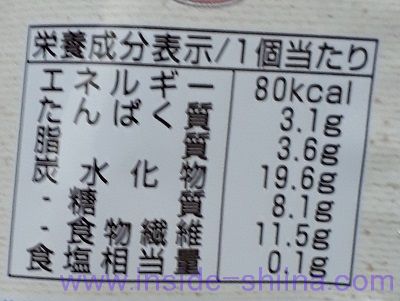 栄養成分表示/1個当たり
エネルギー 80kcal
たんぱく質 3.1g
脂質 3.6g
炭水化物 19.6g
-糖質 8.1g
-食物繊維 11.5g
食塩相当量 0.1g
www.inside-shiina.com